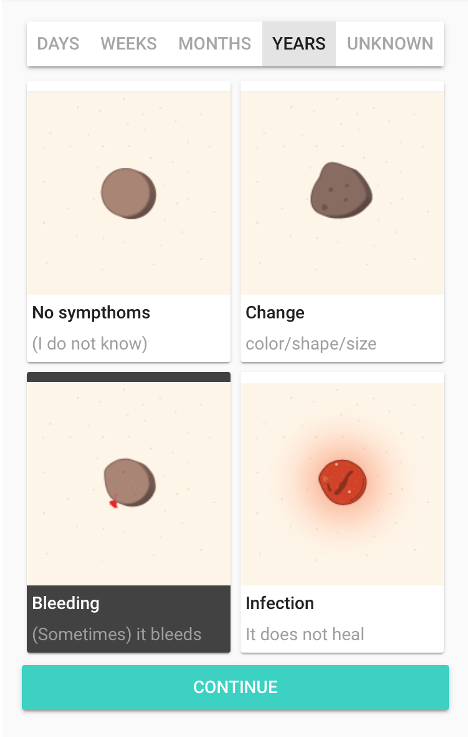 DAYS WEEKS MONTHS YEARS UNKNOWN
No sympthoms
(I do not know)
Change
color/shape/size
Bleeding
(Sometimes) it bleeds
Infection
It does not heal
CONTINUE